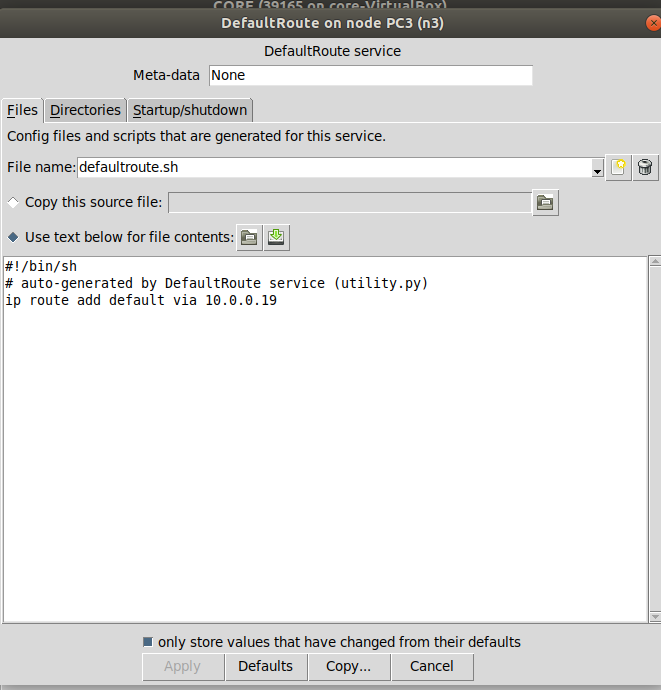 CORE (39165 on core-VirtualBox)
DefaultRoute on node PC3 (n3)
DefaultRoute service
Meta-data None
Files Directories Startup/shutdown
Config files and scripts that are generated for this service.
File name: defaultroute.sh
Copy this source file:
Use text below for file contents:
#!/bin/sh
# auto-generated by DefaultRoute service (utility.py)
ip route add default via 10.0.0.19
only store values that have changed from their defaults
Apply Defaults Copy... Cancel